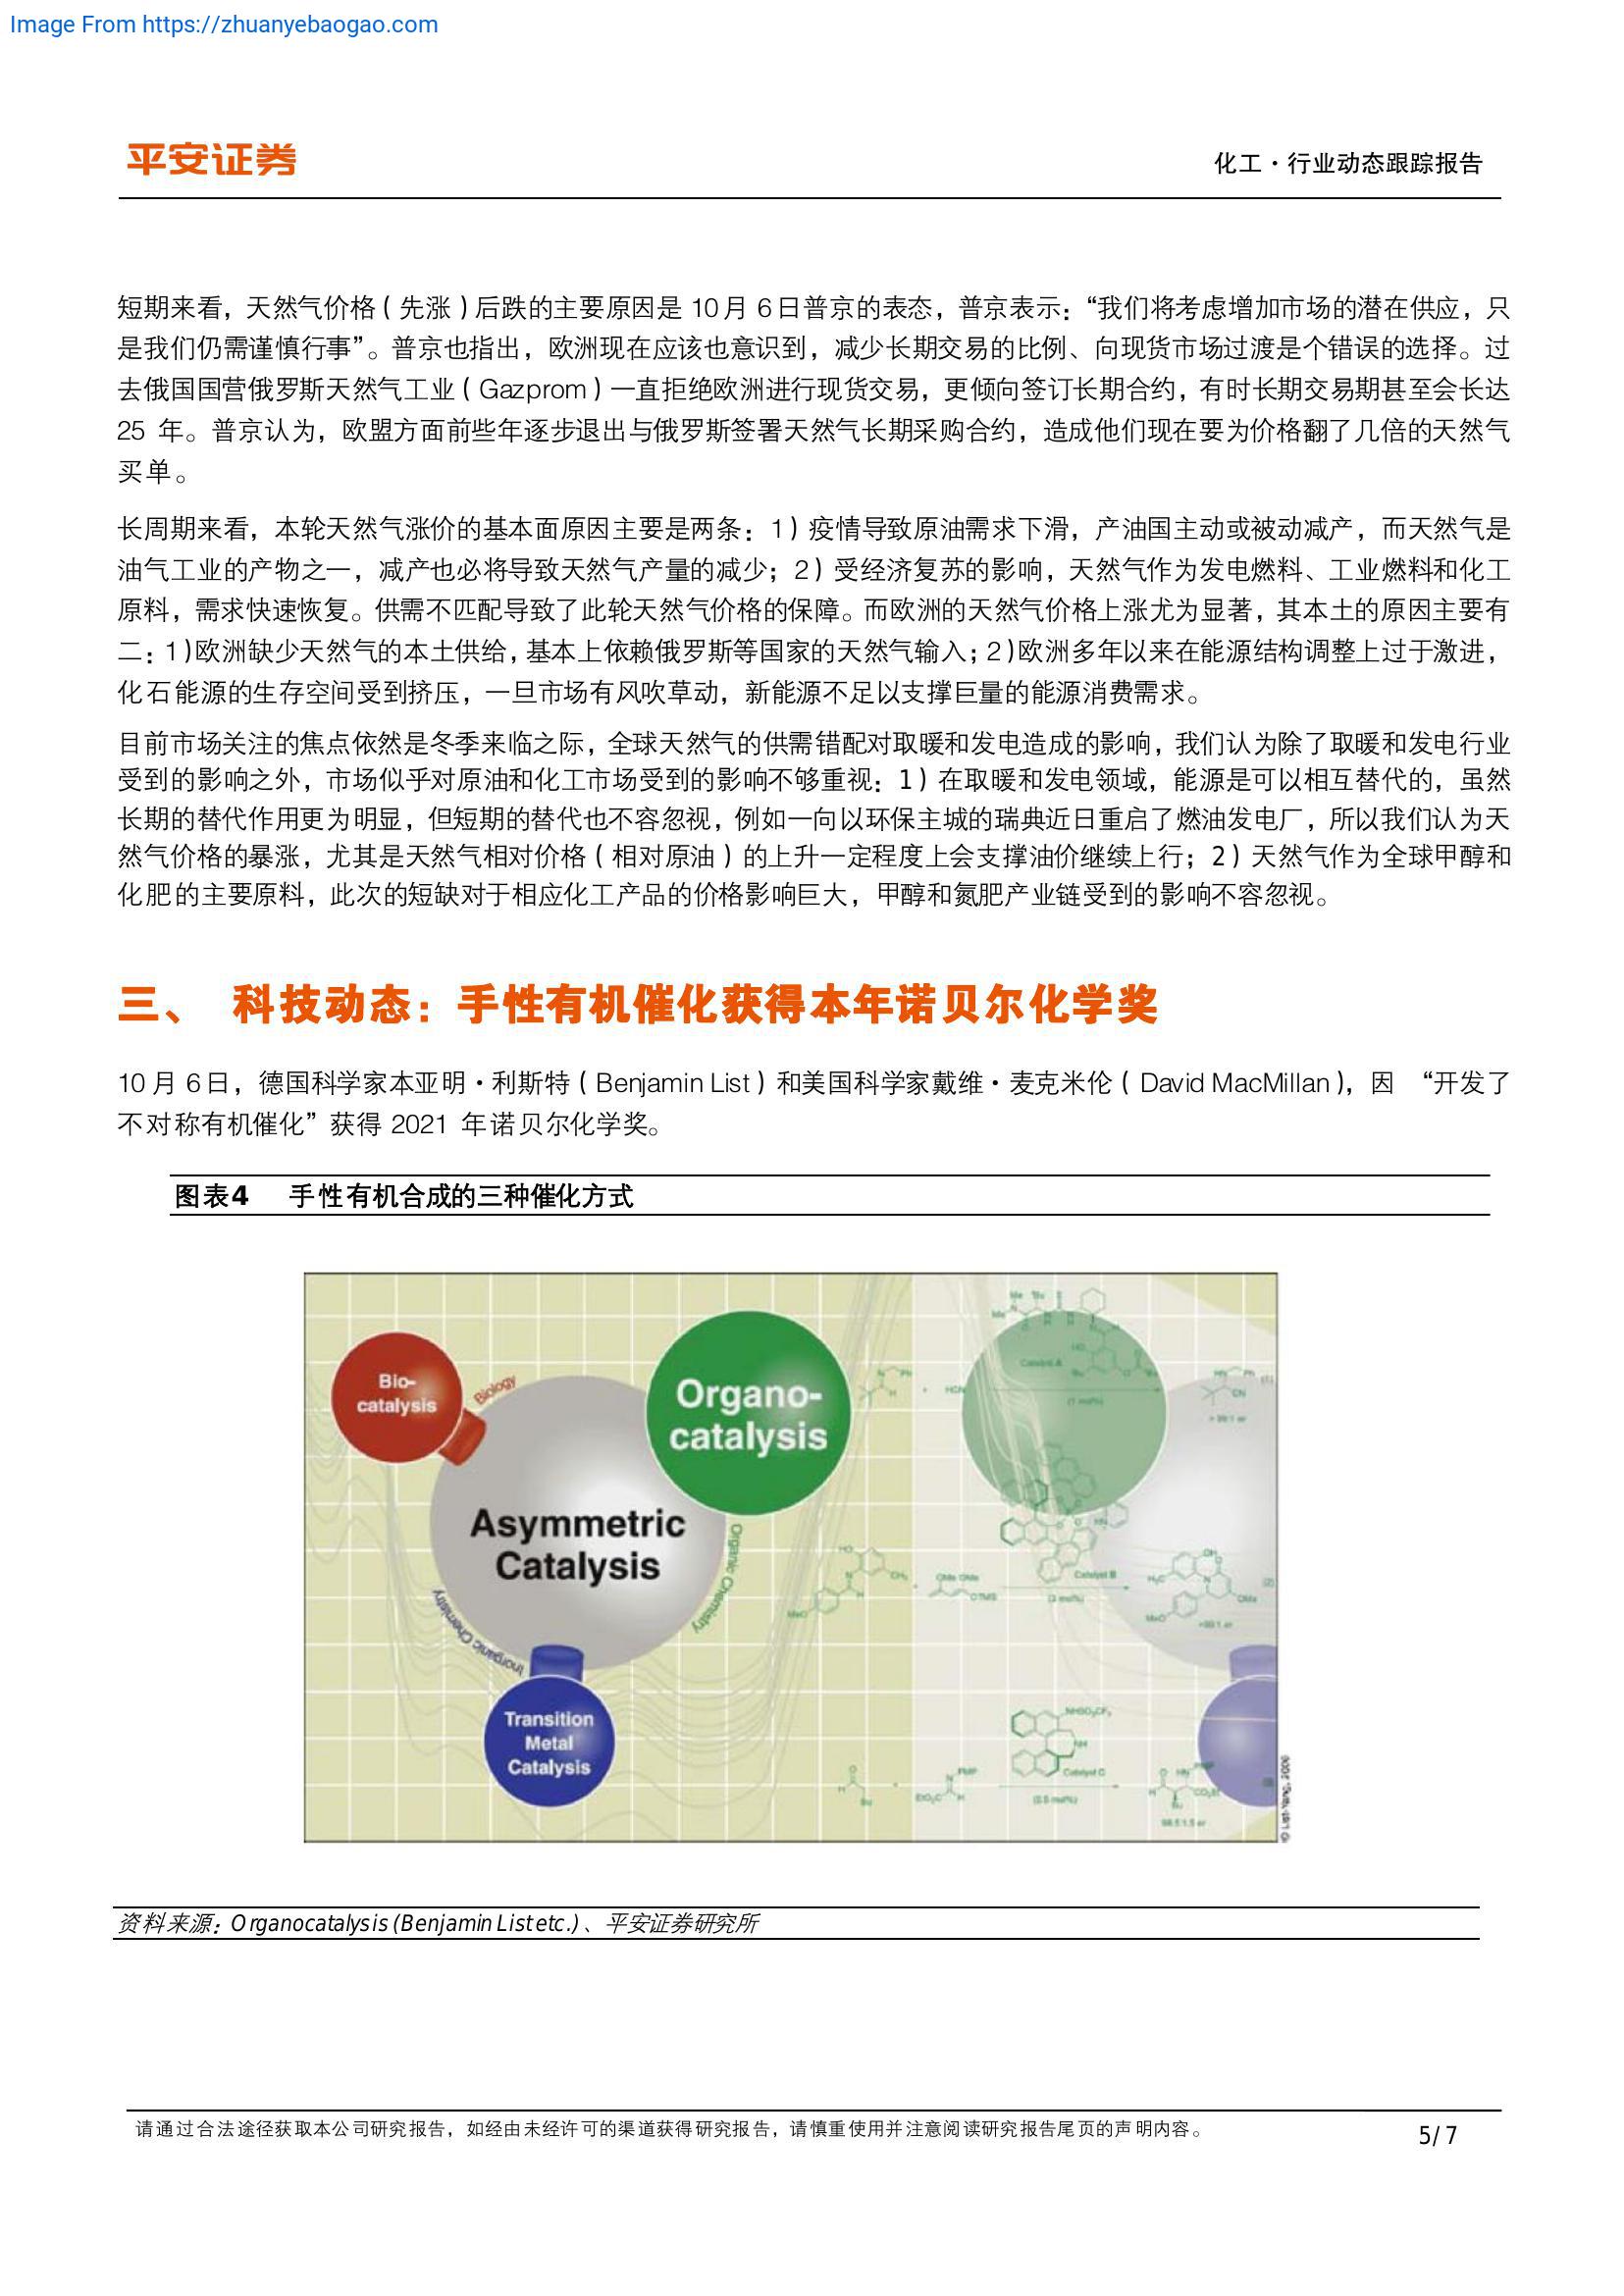 Image From https://zhuanyebaogao.com
平安证券
化工·行业动态跟踪报告
短期来看，天然气价格（先涨）后跌的主要原因是 10 月 6 日普京的表态，普京表示：“我们将考虑增加市场的潜在供应，只
是我们仍需谨慎行事”。普京也指出，欧洲现在应该也意识到，减少长期交易的比例、向现货市场过渡是个错误的选择。过
去俄国国营俄罗斯天然气工业（Gazprom）一直拒绝欧洲进行现货交易，更倾向签订长期合约，有时长期交易期甚至会长达
25 年。普京认为，欧盟方面前些年逐步退出与俄罗斯签署天然气长期采购合约，造成他们现在要为价格翻了几倍的天然气
买单。
长周期来看，本轮天然气涨价的基本面原因主要是两条：1）疫情导致原油需求下滑，产油国主动或被动减产，而天然气是
油气工业的产物之一，减产也必将导致天然气产量的减少；2）受经济复苏的影响，天然气作为发电燃料、工业燃料和化工
原料，需求快速恢复。供需不匹配导致了此轮天然气价格的保障。而欧洲的天然气价格上涨尤为显著，其本土的原因主要有
二：1)欧洲缺少天然气的本土供给，基本上依赖俄罗斯等国家的天然气输入；2)欧洲多年以来在能源结构调整上过于激进，
化石能源的生存空间受到挤压，一旦市场有风吹草动，新能源不足以支撑巨量的能源消费需求。
目前市场关注的焦点依然是冬季来临之际，全球天然气的供需错配对取暖和发电造成的影响，我们认为除了取暖和发电行业
受到的影响之外，市场似乎对原油和化工市场受到的影响不够重视：1）在取暖和发电领域，能源是可以相互替代的，虽然
长期的替代作用更为明显，但短期的替代也不容忽视，例如一向以环保主城的瑞典近日重启了燃油发电厂，所以我们认为天
然气价格的暴涨，尤其是天然气相对价格（相对原油）的上升一定程度上会支撑油价继续上行；2）天然气作为全球甲醇和
化肥的主要原料，此次的短缺对于相应化工产品的价格影响巨大，甲醇和氮肥产业链受到的影响不容忽视。
三、 科技动态：手性有机催化获得本年诺贝尔化学奖
10 月 6 日，德国科学家本亚明·利斯特（Benjamin List）和美国科学家戴维·麦克米伦（David MacMillan），因 “开发了
不对称有机催化”获得 2021 年诺贝尔化学奖。
图表4 手性有机合成的三种催化方式
Bio-
catalysis
Biology
Organo-
catalysis
Asymmetric
Catalysis
Organic Chemistry
Inorganic Chemistry
Transition
Metal
Catalysis
Catalyst A
HCN
Catalyst B
Catalyst C
资料来源：Organocatalysis (Benjamin List etc.)、平安证券研究所
请通过合法途径获取本公司研究报告，如经由未经许可的渠道获得研究报告，请慎重使用并注意阅读研究报告尾页的声明内容。
5/ 7